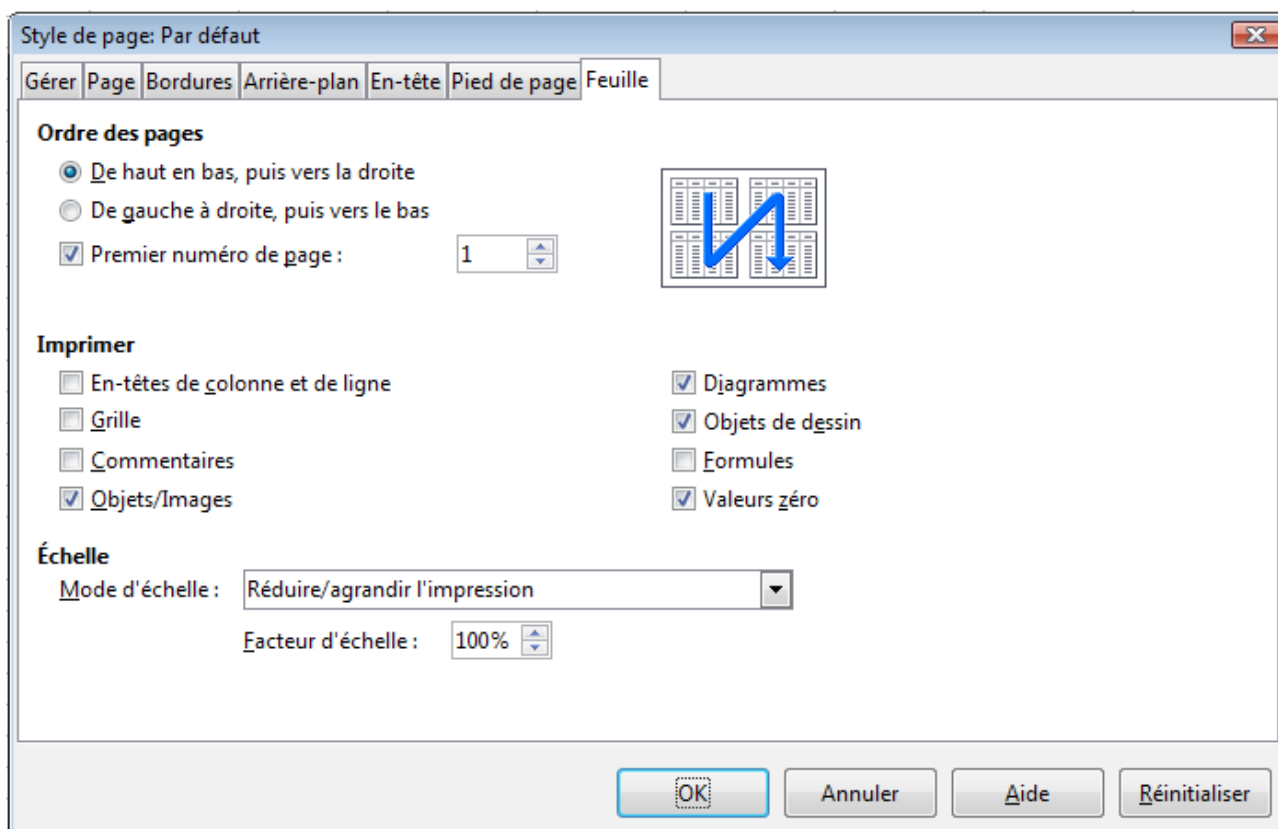 Style de page: Par défaut
Gérer Page Bordures Arrière-plan En-tête Pied de page Feuille
Ordre des pages
De haut en bas, puis vers la droite
De gauche à droite, puis vers le bas
Premier numéro de page : 1
Imprimer
En-têtes de colonne et de ligne
Diagrammes
Grille
Objets de dessin
Commentaires
Formules
Objets/Images
Valeurs zéro
Échelle
Mode d'échelle : Réduire/agrandir l'impression
Facteur d'échelle : 100%
OK Annuler Aide Réinitialiser